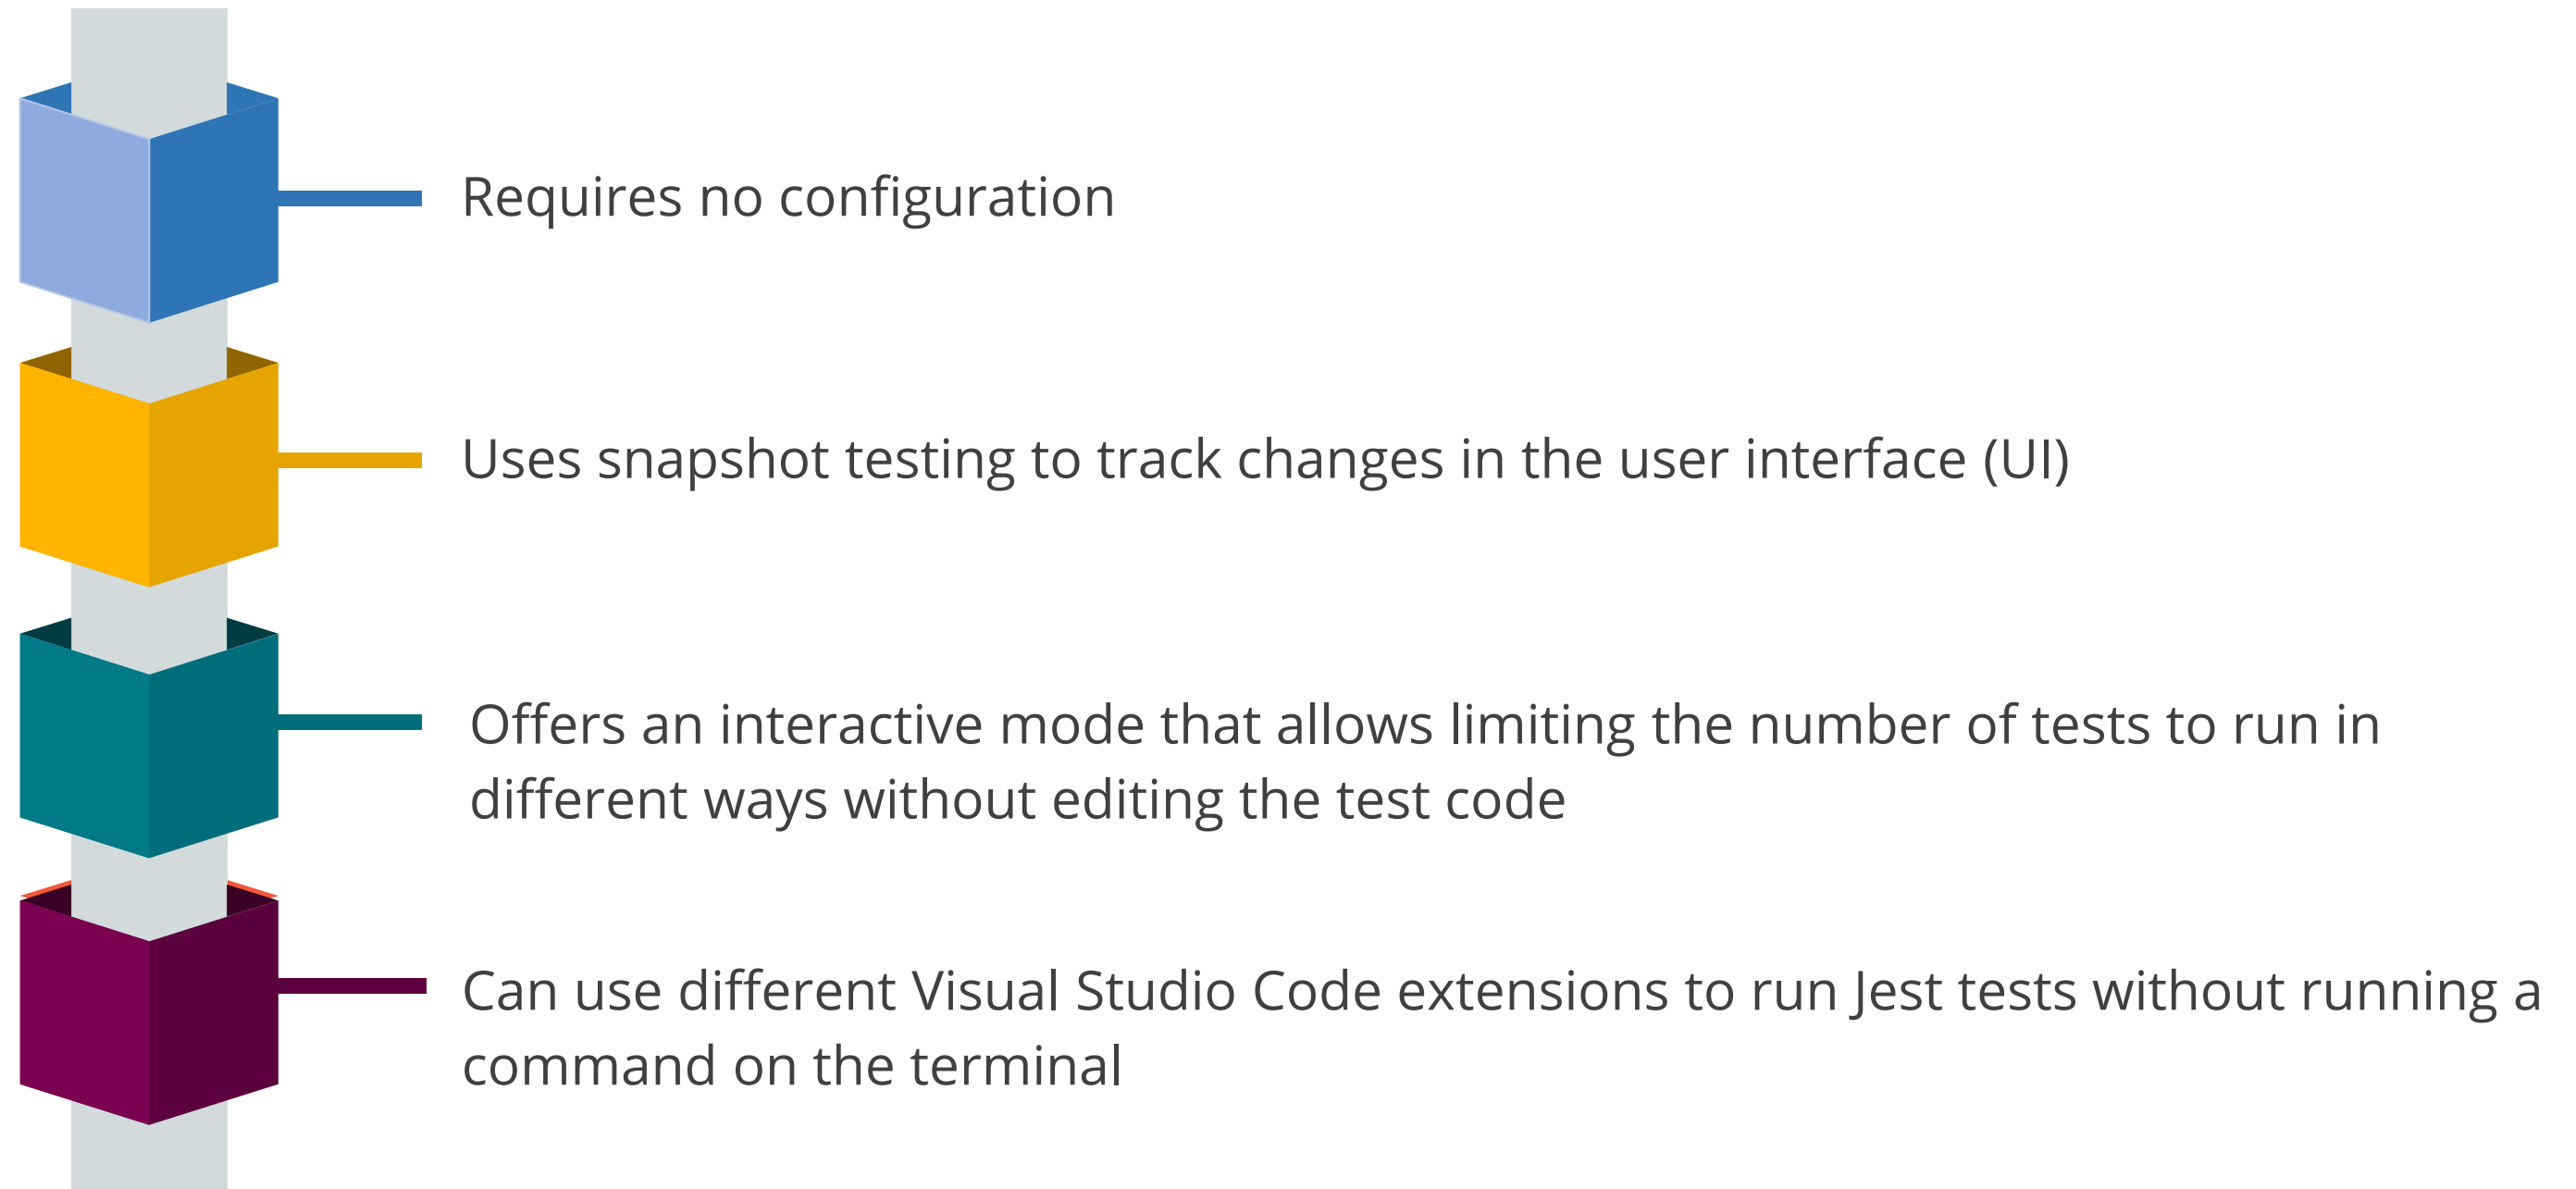 Requires no configuration
Uses snapshot testing to track changes in the user interface (UI)
Offers an interactive mode that allows limiting the number of tests to run in
different ways without editing the test code
Can use different Visual Studio Code extensions to run Jest tests without running a
command on the terminal